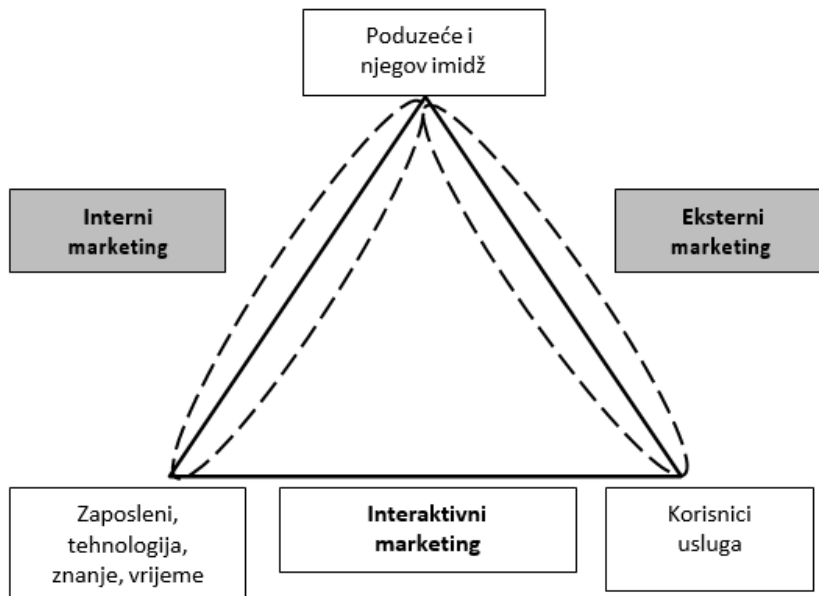 Poduzeće i
njegov imidž
Interni
marketing
Eksterni
marketing
Zaposleni,
tehnologija,
znanje, vrijeme
Interaktivni
marketing
Korisnici
usluga